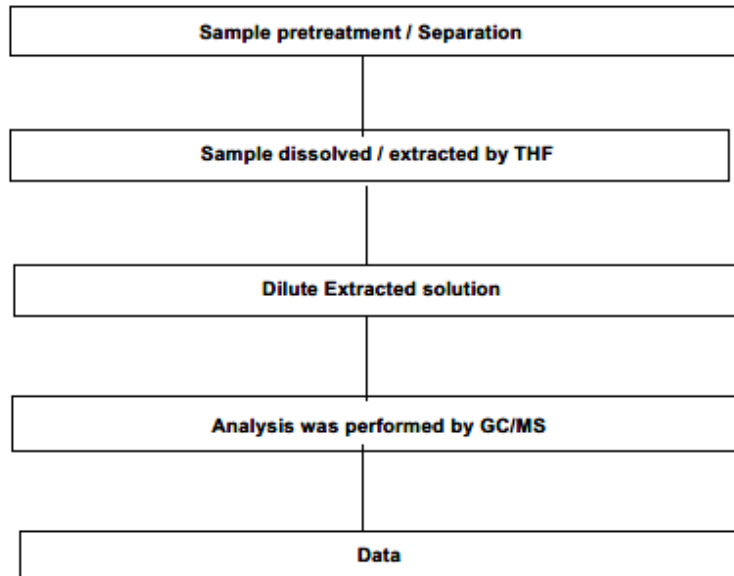 Sample pretreatment / Separation
Sample dissolved / extracted by THF
Dilute Extracted solution
Analysis was performed by GC/MS
Data